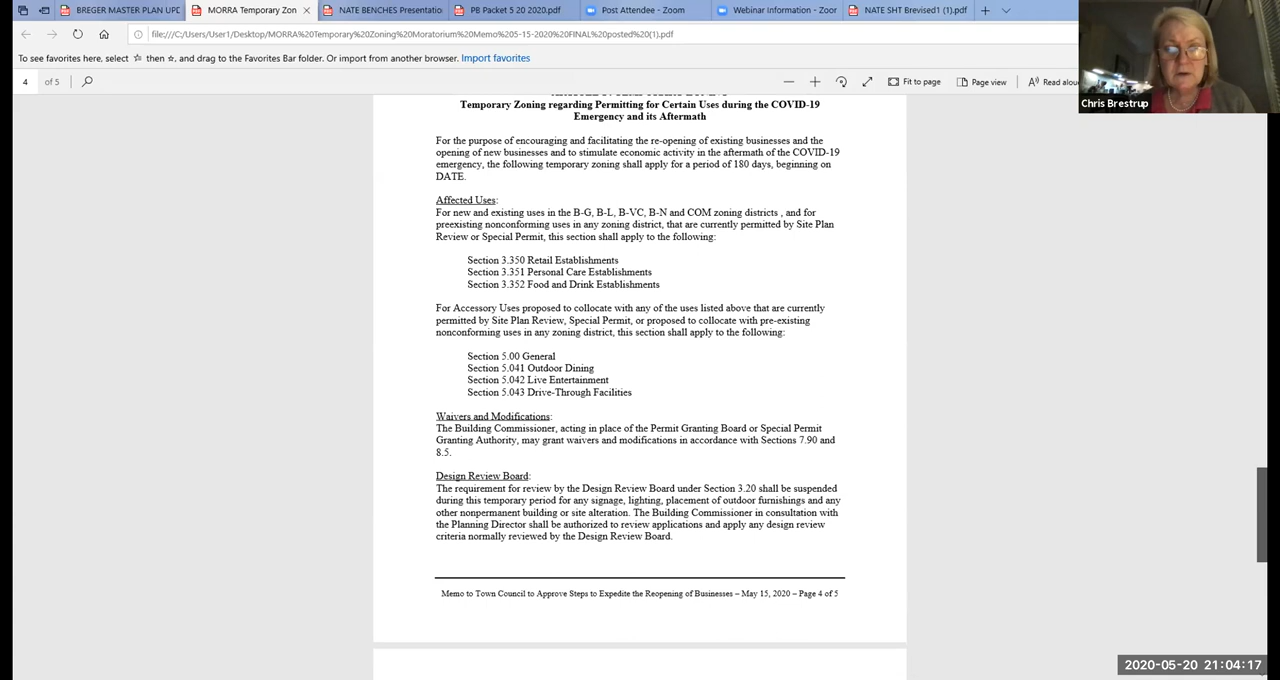 BREGER MASTER PLAN UPD
MORRA Temporary Zon
NATE BENCHES Presentatio
PB Packet 5 20 2020.pdf
Post Attendee - Zoom
Webinar Information - Zoor
NATE SHT Brevised1 (1).pdf
file:///C:/Users/User1/Desktop/MORRA%20Temporary%20Zoning%20Moratorium%20Memo%205-15-2020%20FINAL%20posted%20(1).pdf
To see favorites here, select ☆ then ☆, and drag to the Favorites Bar folder. Or import from another browser. Import favorites
4 of 5
Fit to page
Page view
Read alou
Chris Brestrup
Temporary Zoning regarding Permitting for Certain Uses during the COVID-19
Emergency and its Aftermath
For the purpose of encouraging and facilitating the re-opening of existing businesses and the
opening of new businesses and to stimulate economic activity in the aftermath of the COVID-19
emergency, the following temporary zoning shall apply for a period of 180 days, beginning on
DATE.
Affected Uses:
For new and existing uses in the B-G, B-L, B-VC, B-N and COM zoning districts , and for
preexisting nonconforming uses in any zoning district, that are currently permitted by Site Plan
Review or Special Permit, this section shall apply to the following:
Section 3.350 Retail Establishments
Section 3.351 Personal Care Establishments
Section 3.352 Food and Drink Establishments
For Accessory Uses proposed to collocate with any of the uses listed above that are currently
permitted by Site Plan Review, Special Permit, or proposed to collocate with pre-existing
nonconforming uses in any zoning district, this section shall apply to the following:
Section 5.00 General
Section 5.041 Outdoor Dining
Section 5.042 Live Entertainment
Section 5.043 Drive-Through Facilities
Waivers and Modifications:
The Building Commissioner, acting in place of the Permit Granting Board or Special Permit
Granting Authority, may grant waivers and modifications in accordance with Sections 7.90 and
8.5.
Design Review Board:
The requirement for review by the Design Review Board under Section 3.20 shall be suspended
during this temporary period for any signage, lighting, placement of outdoor furnishings and any
other nonpermanent building or site alteration. The Building Commissioner in consultation with
the Planning Director shall be authorized to review applications and apply any design review
criteria normally reviewed by the Design Review Board.
Memo to Town Council to Approve Steps to Expedite the Reopening of Businesses – May 15, 2020 – Page 4 of 5
2020-05-20 21:04:17